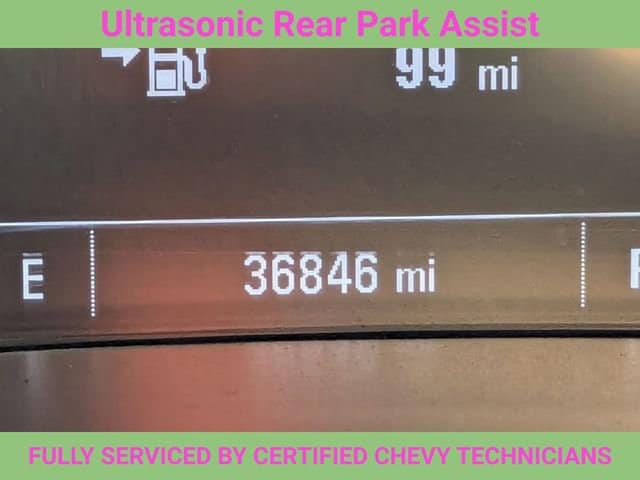 Ultrasonic Rear Park Assist
99 mi
E 36846 mi
FULLY SERVICED BY CERTIFIED CHEVY TECHNICIANS